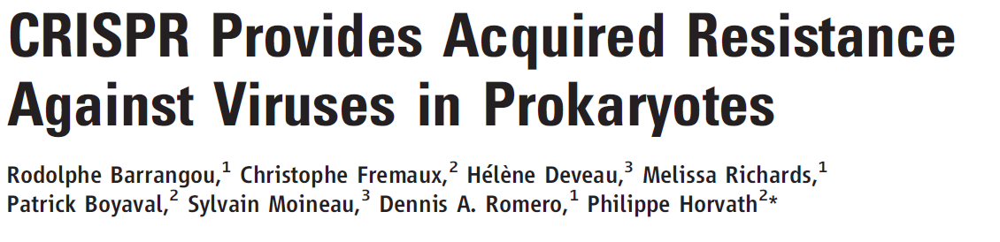 CRISPR Provides Acquired Resistance
Against Viruses in Prokaryotes
Rodolphe Barrangou,¹ Christophe Fremaux,² Hélène Deveau,³ Melissa Richards,¹
Patrick Boyaval,² Sylvain Moineau,³ Dennis A. Romero,¹ Philippe Horvath²*